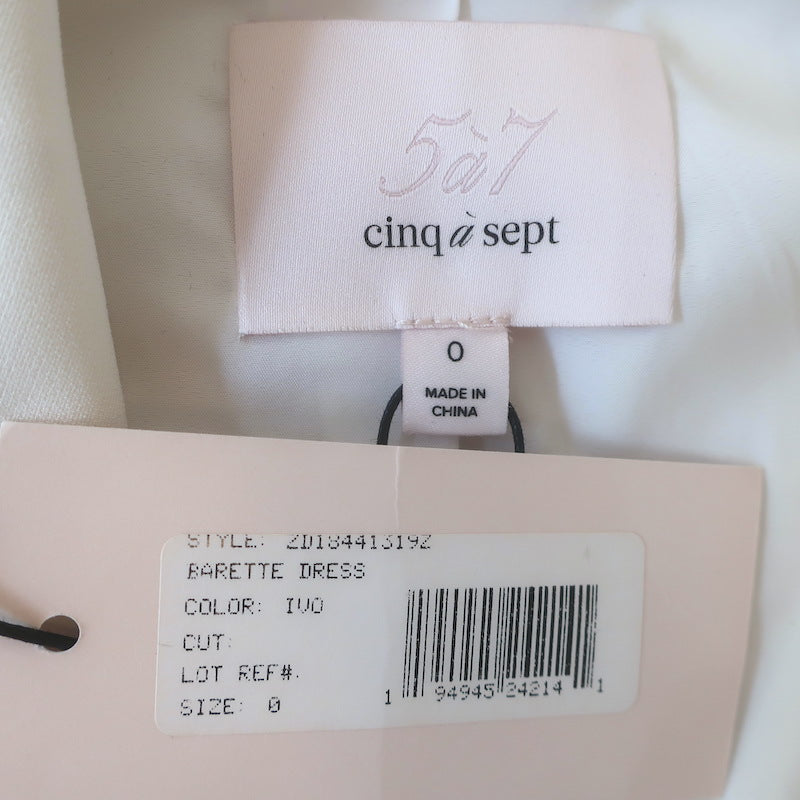 5à7
cinq à sept
0
MADE IN
CHINA
STYLE: ZD18441319Z
BARETTE DRESS
COLOR: IVO
CUT:
LOT REF#.
SIZE: 0
1 94945 24214 1